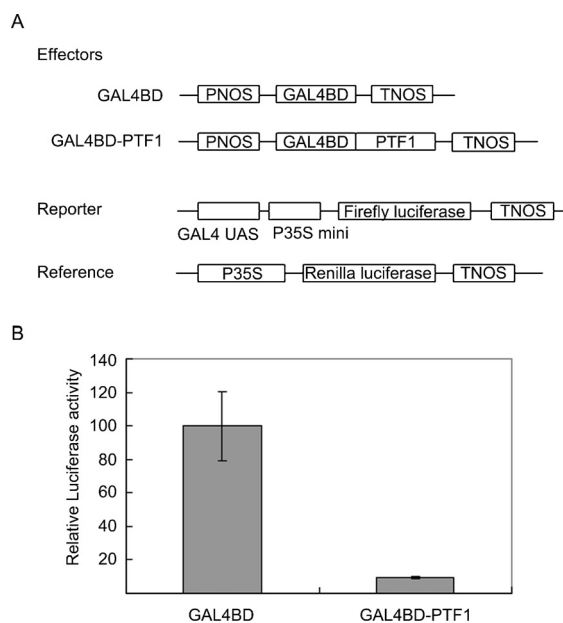 A
Effectors
GAL4BD PNOS GAL4BD TNOS
GAL4BD-PTF1 PNOS GAL4BD PTF1 TNOS
Reporter Firefly luciferase TNOS
GAL4 UAS P35S mini
Reference P35S Renilla luciferase TNOS
B
Relative Luciferase activity
140
120
100
80
60
40
20
GAL4BD GAL4BD-PTF1